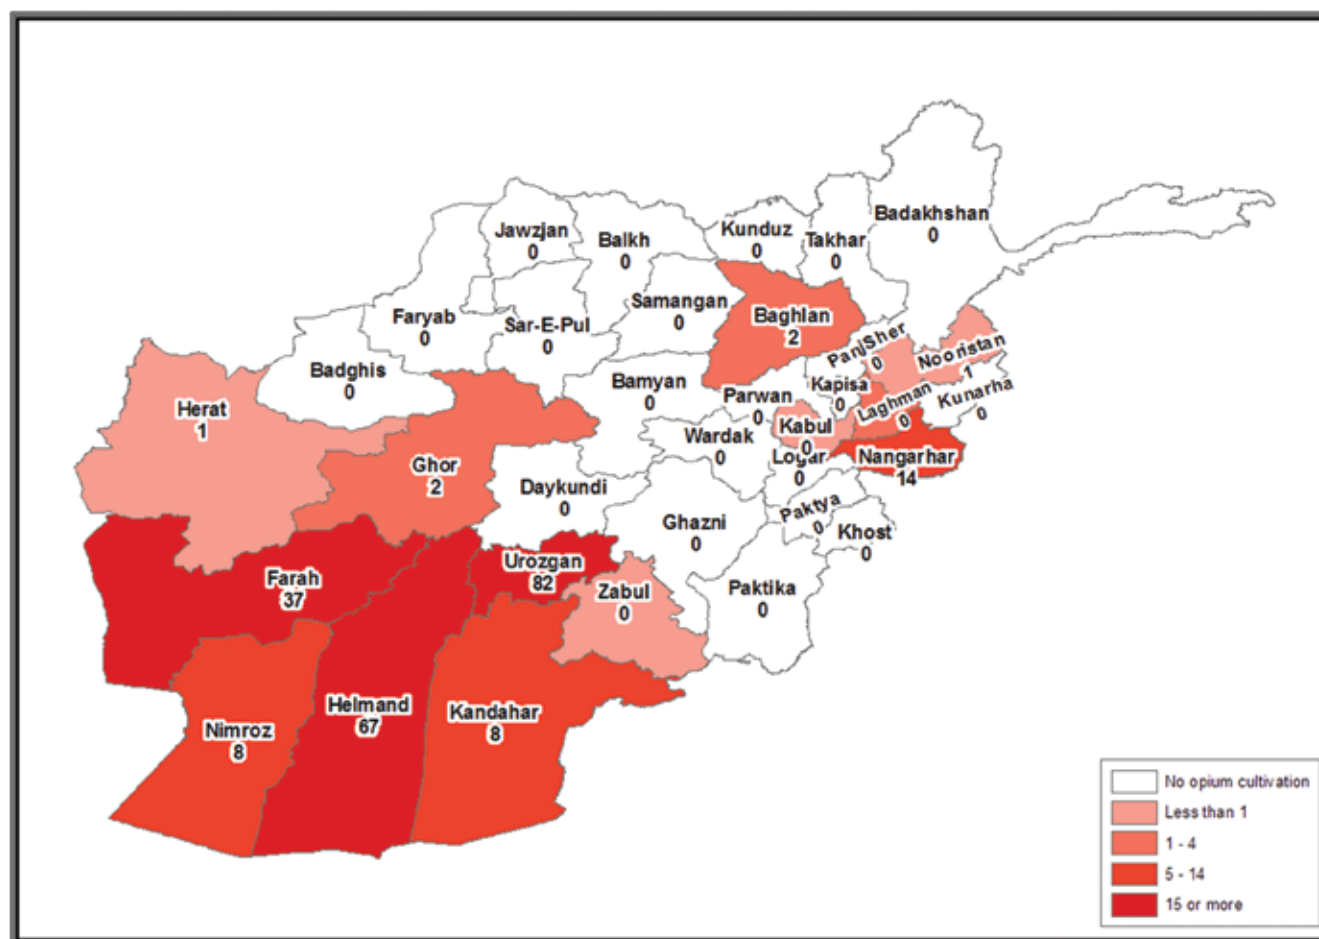 Badakhshan
0
Jawzjan
0
Balkh
0
Kunduz
0
Takhar
0
Faryab
0
Sar-E-Pul
0
Samangan
0
Baghlan
2
PanjSher
0
Nooristan
1
Badghis
0
Bamyan
0
Parwan
0
Kapisa
0
Laghman
0
Kunarha
0
Herat
1
Ghor
2
Wardak
0
Kabul
0
Logar
0
Nangarhar
14
Daykundi
0
Ghazni
0
Paktya
0
Khost
0
Farah
37
Urozgan
82
Zabul
0
Paktika
0
Nimroz
8
Helmand
67
Kandahar
8
No opium cultivation
Less than 1
1 - 4
5 - 14
15 or more